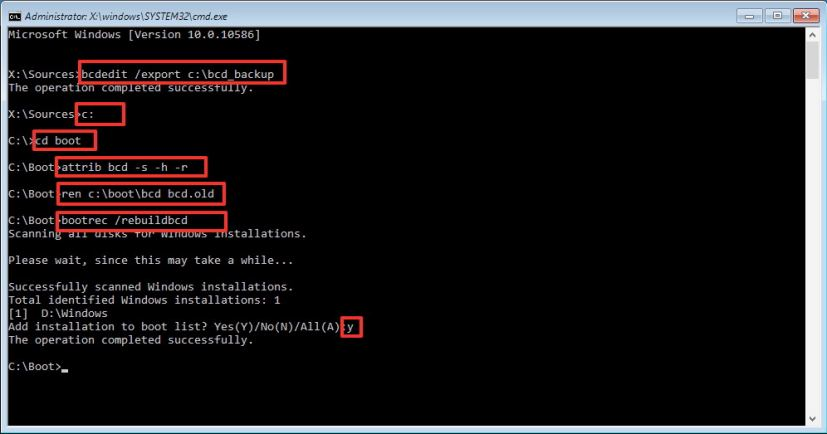 Administrator: X:\windows\SYSTEM32\cmd.exe
Microsoft Windows [Version 10.0.10586]
X:\Sources>bcdedit /export c:\bcd_backup
The operation completed successfully.
X:\Sources>c:
C:\>cd boot
C:\Boot>attrib bcd -s -h -r
C:\Boot>ren c:\boot\bcd bcd.old
C:\Boot>bootrec /rebuildbcd
Scanning all disks for Windows installations.
Please wait, since this may take a while...
Successfully scanned Windows installations.
Total identified Windows installations: 1
[1]  D:\Windows
Add installation to boot list? Yes(Y)/No(N)/All(A):y
The operation completed successfully.
C:\Boot>_